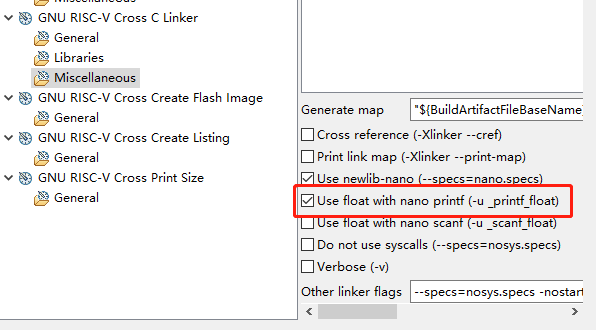 GNU RISC-V Cross C Linker
General
Libraries
Miscellaneous
GNU RISC-V Cross Create Flash Image
General
GNU RISC-V Cross Create Listing
General
GNU RISC-V Cross Print Size
General
Generate map "${BuildArtifactFileBaseName}
Cross reference (-Xlinker --cref)
Print link map (-Xlinker --print-map)
Use newlib-nano (--specs=nano.specs)
Use float with nano printf (-u _printf_float)
Use float with nano scanf (-u _scanf_float)
Do not use syscalls (--specs=nosys.specs)
Verbose (-v)
Other linker flags --specs=nosys.specs -nostart